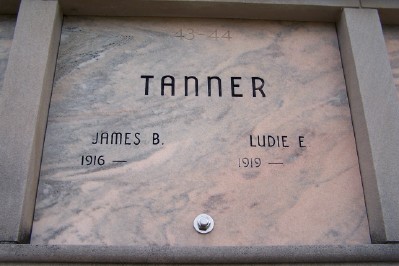 43-44
TANNER
JAMES B. LUDIE E
1916 — 1919 —